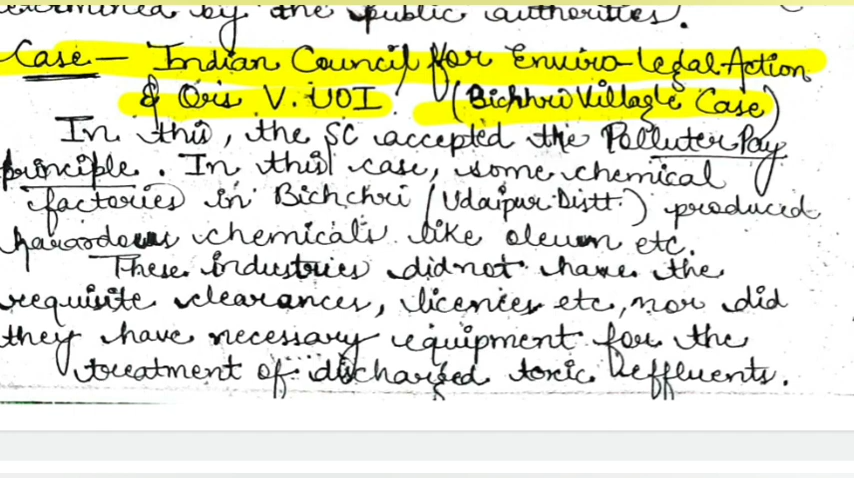 determined by the public authorities.
Case – Indian Council for Enviro-Legal Action
& Ors V. UOI (Bichhri Village Case)
In this, the SC accepted the Polluter Pay
principle. In this case, some chemical
factories in Bichchri (Udaipur Distt.) produced
hazardous chemicals like oleum etc.
These industries did not have the
requisite clearances, licences etc, nor did
they have necessary equipment for the
treatment of discharged toxic effluents.